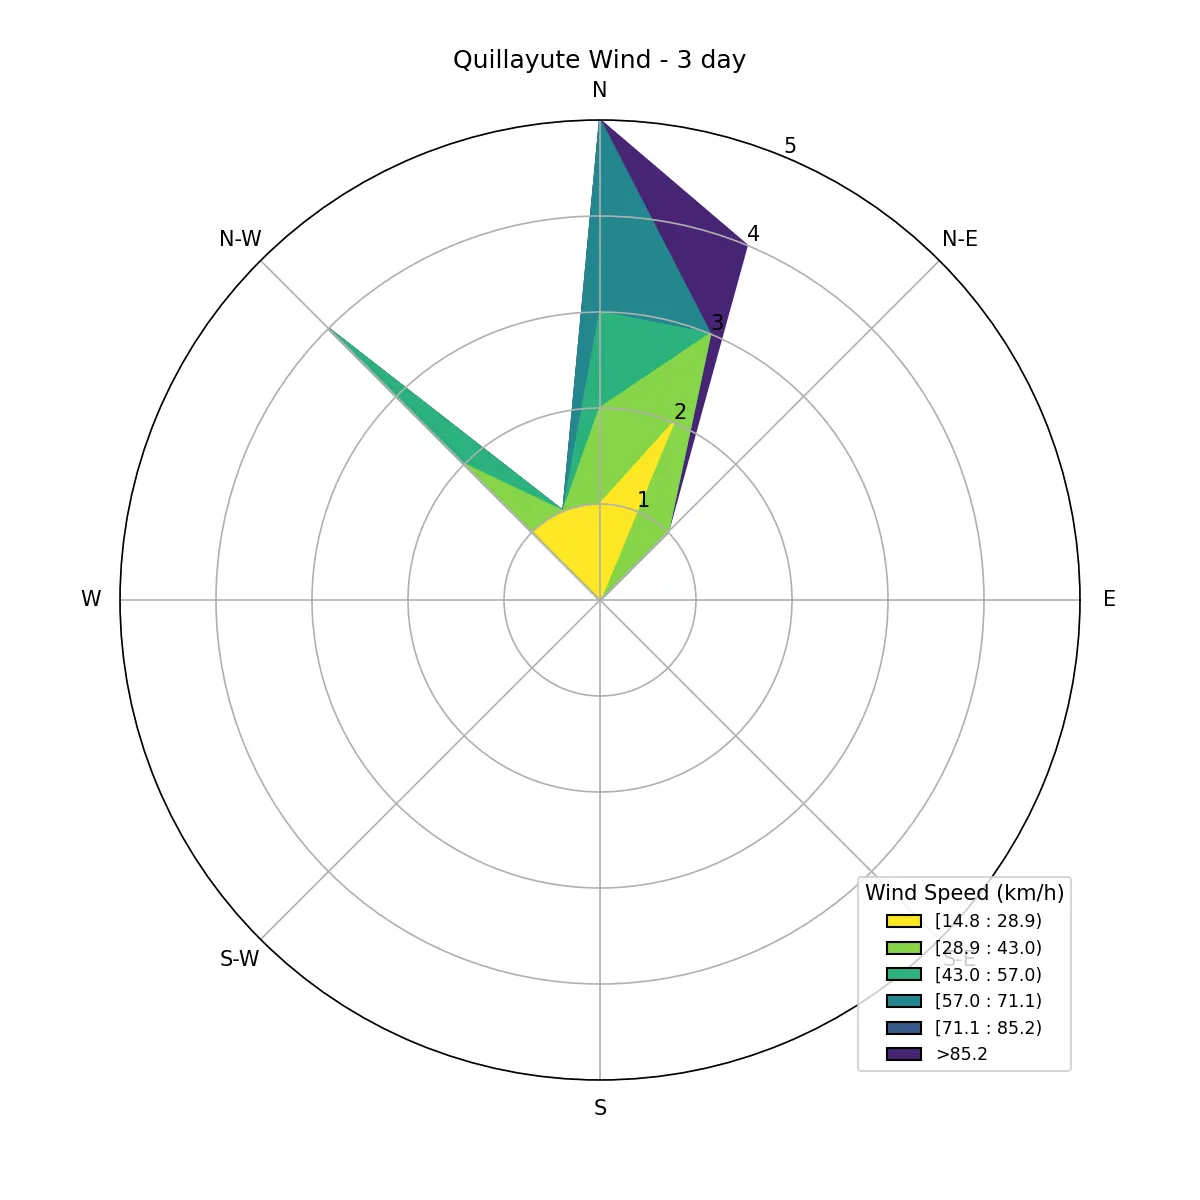 Quillayute Wind - 3 day
N
5
4
N-W
N-E
3
2
1
W
E
Wind Speed (km/h)
[14.8 : 28.9)
[28.9 : 43.0)
S-W
S-E
[43.0 : 57.0)
[57.0 : 71.1)
[71.1 : 85.2)
>85.2
S